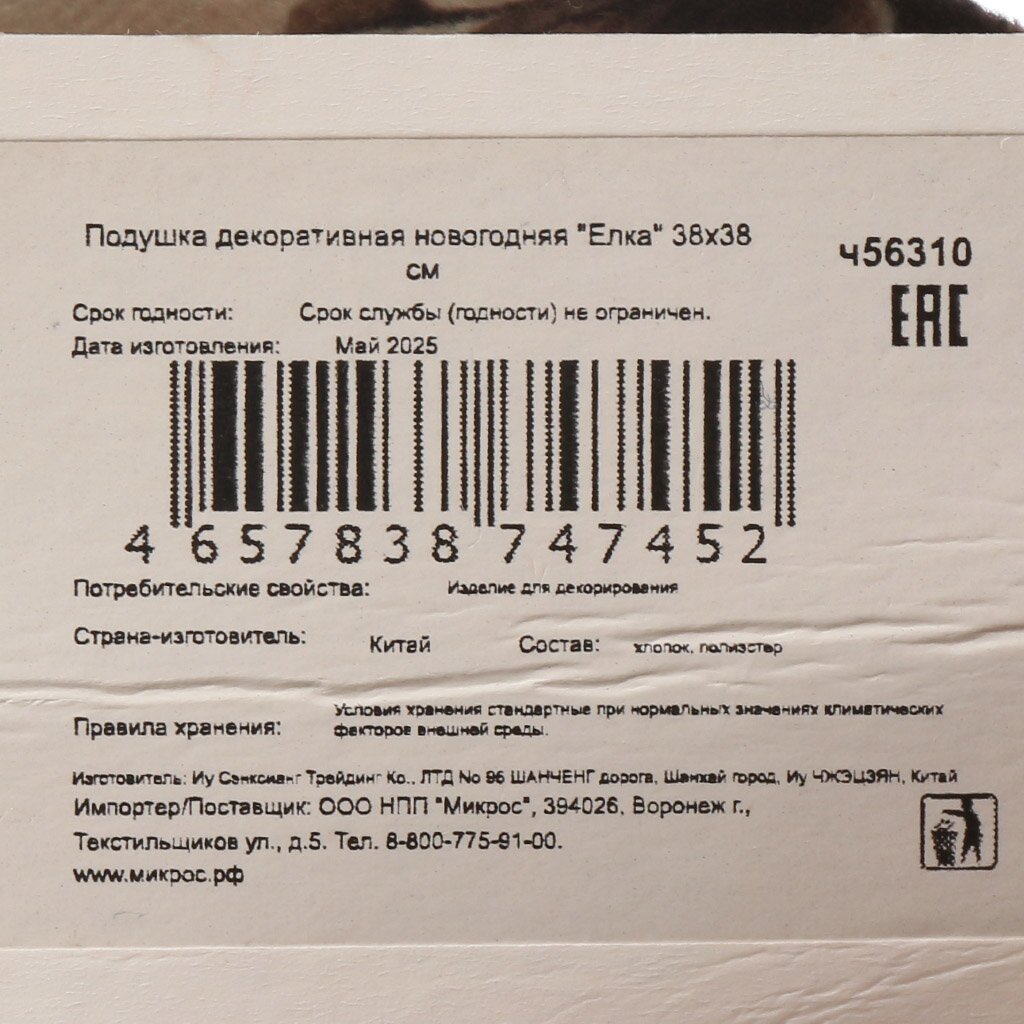 Подушка декоративная новогодняя "Елка" 38х38
см
ч56310
EAC
Срок годности: Срок службы (годности) не ограничен.
Дата изготовления: Май 2025
4 657838 747452
Потребительские свойства: Изделие для декорирования
Страна-изготовитель: Китай Состав: хлопок, полиэстер
Правила хранения: Условия хранения стандартные при нормальных значениях климатических
факторов внешней среды.
Изготовитель: Иу Санксианг Трейдинг Ко., ЛТД No 96 ШАНЧЕНГ дорога, Шанхай город, Иу ЧЖЭЦЗЯН, Китай
Импортер/Поставщик: ООО НПП "Микрос", 394026, Воронеж г.,
Текстильщиков ул., д.5. Тел. 8-800-775-91-00.
www.микрос.рф